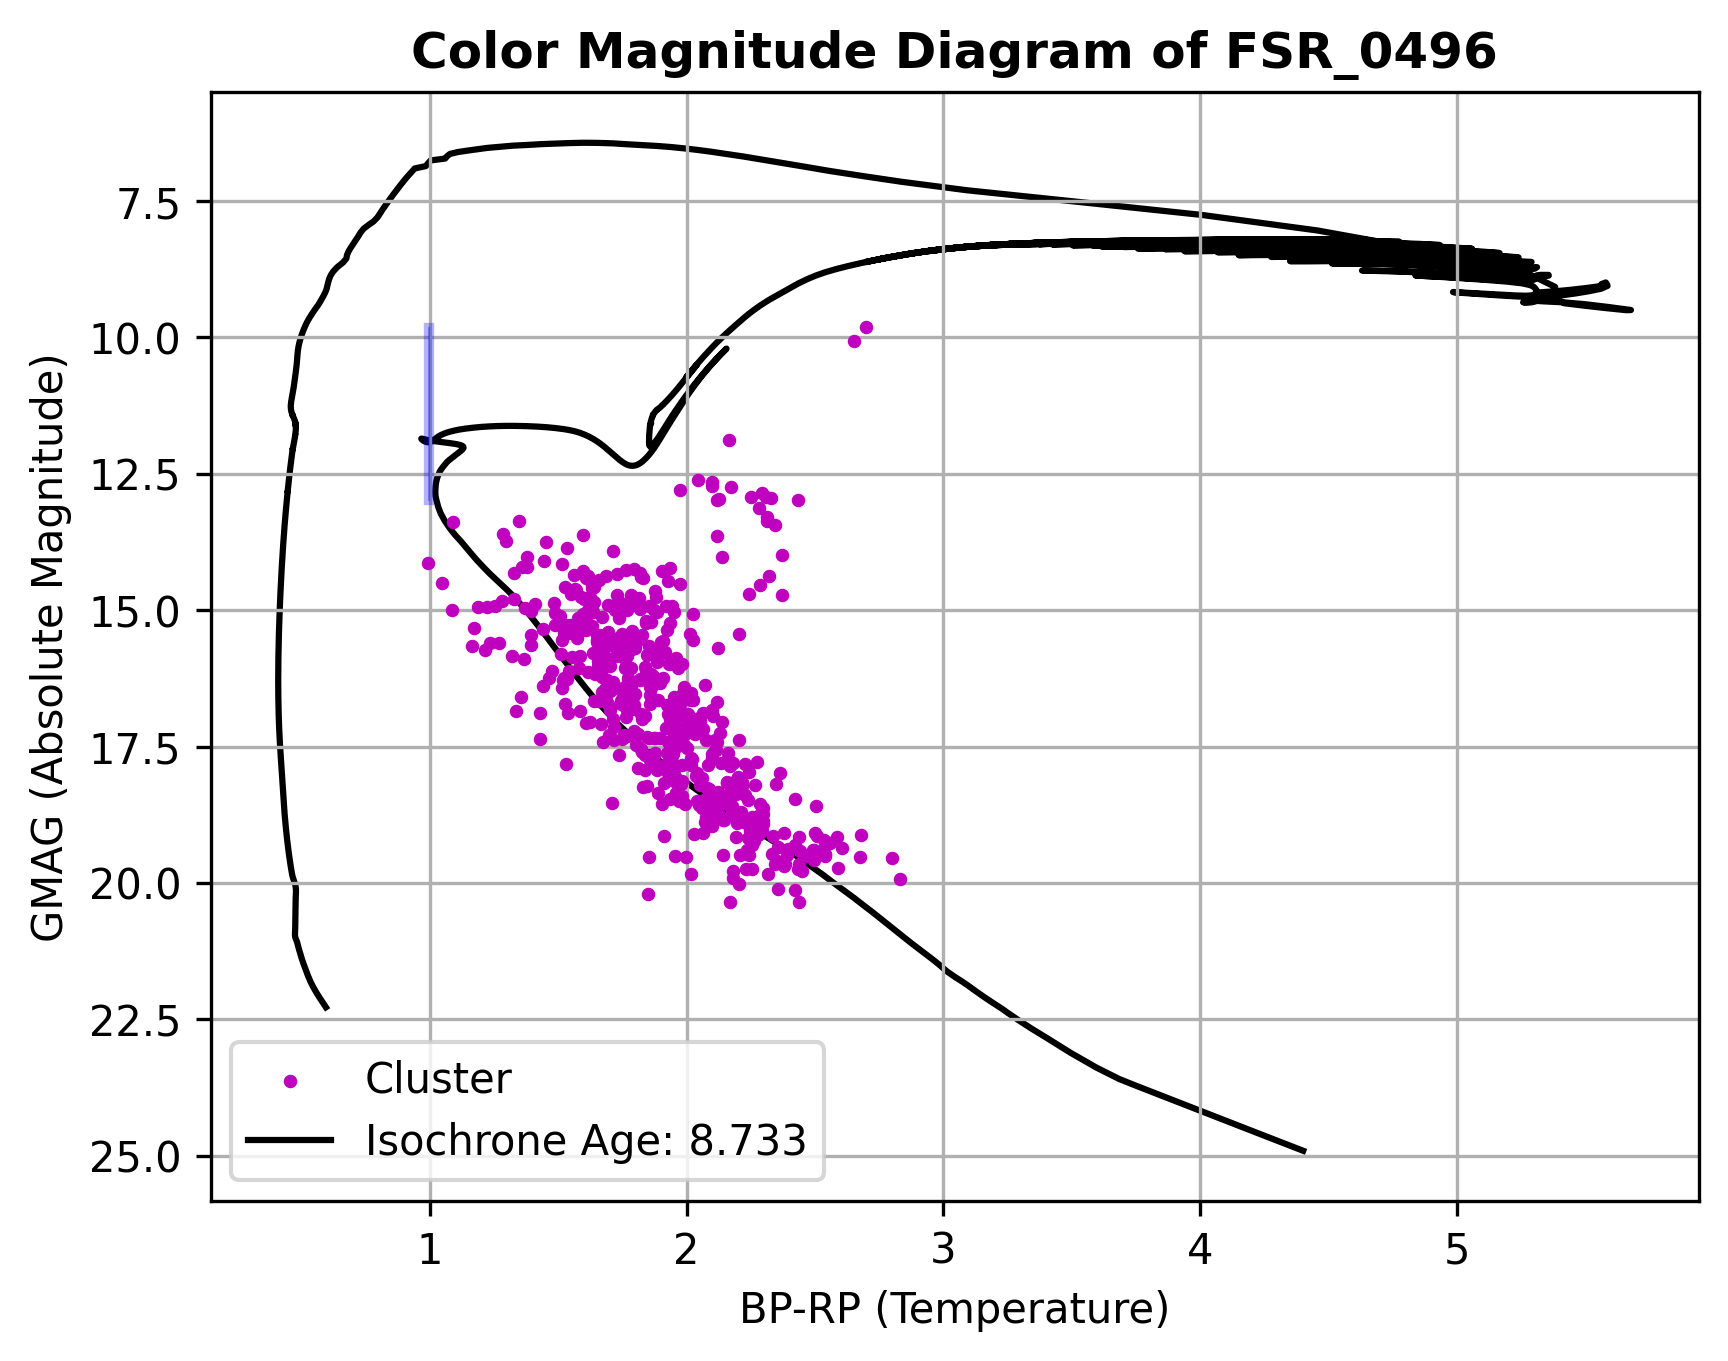 Color Magnitude Diagram of FSR_0496
GMAG (Absolute Magnitude)
7.5
10.0
12.5
15.0
17.5
20.0
22.5
25.0
Cluster
Isochrone Age: 8.733
1 2 3 4 5
BP-RP (Temperature)